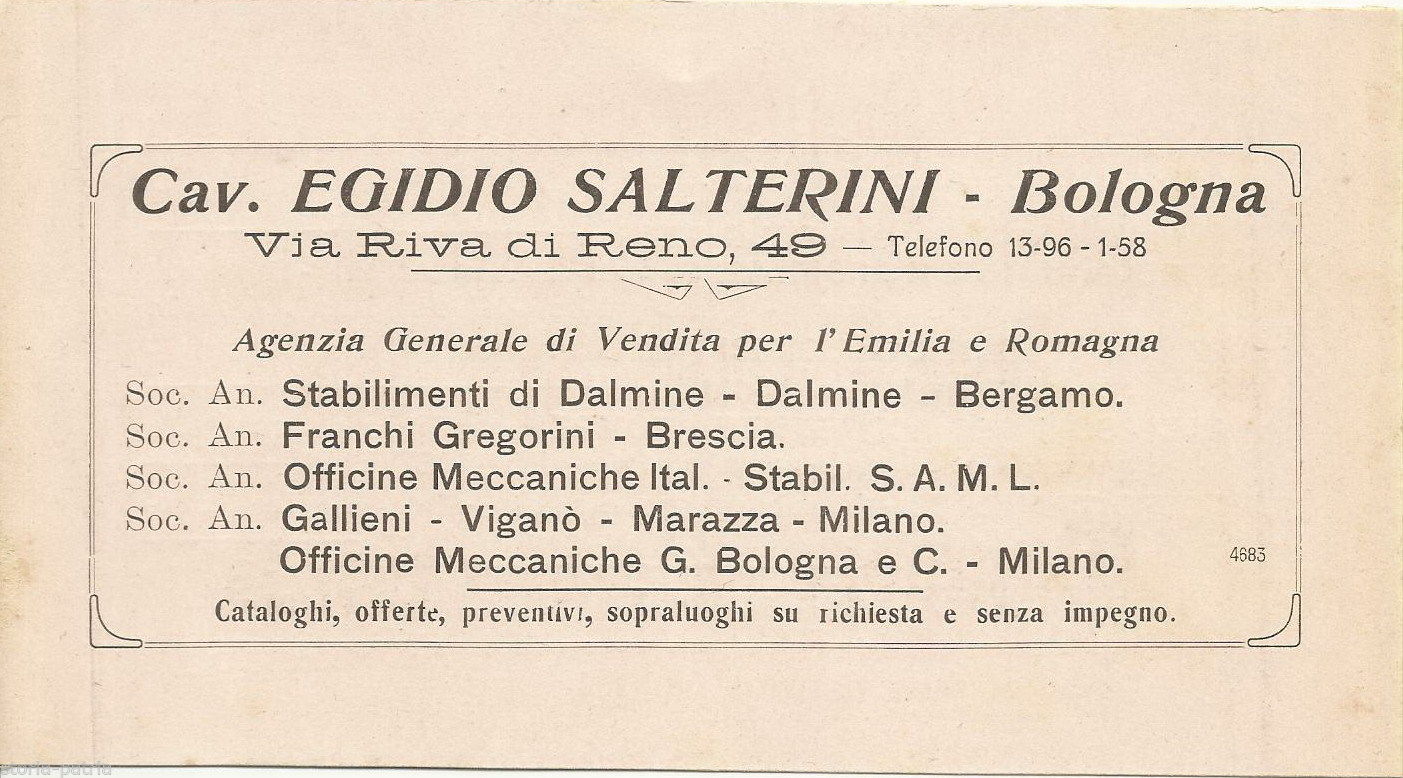 Cav. EGIDIO SALTERINI - Bologna
Via Riva di Reno, 49 — Telefono 13-96 - 1-58
Agenzia Generale di Vendita per l'Emilia e Romagna
Soc. An. Stabilimenti di Dalmine - Dalmine - Bergamo.
Soc. An. Franchi Gregorini - Brescia.
Soc. An. Officine Meccaniche Ital. - Stabil. S. A. M. L.
Soc. An. Gallieni - Viganò - Marazza - Milano.
Officine Meccaniche G. Bologna e C. - Milano.
4683
Cataloghi, offerte, preventivi, sopraluoghi su richiesta e senza impegno.
storia-patria